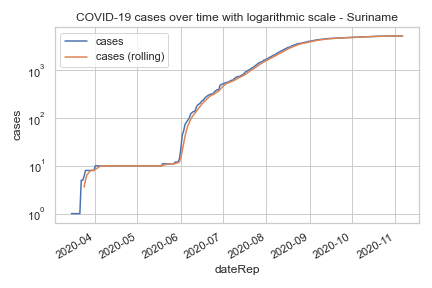 COVID-19 cases over time with logarithmic scale - Suriname
cases
cases (rolling)
10³
10²
10¹
10⁰
cases
2020-04
2020-05
2020-06
2020-07
2020-08
2020-09
2020-10
2020-11
dateRep